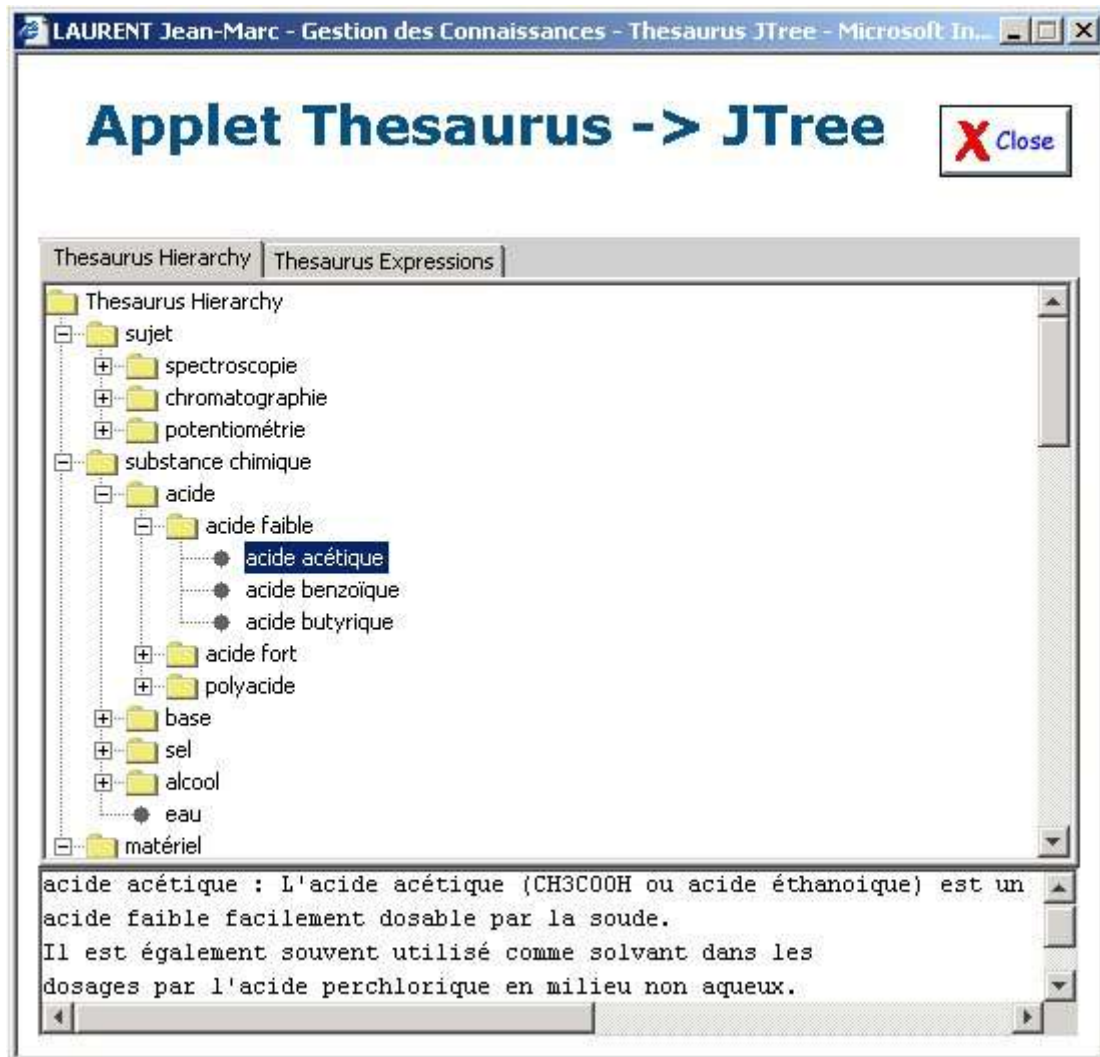 LAURENT Jean-Marc - Gestion des Connaissances - Thesaurus JTree - Microsoft In...
Applet Thesaurus -> JTree
X Close
Thesaurus Hierarchy
Thesaurus Expressions
Thesaurus Hierarchy
sujet
spectroscopie
chromatographie
potentiométrie
substance chimique
acide
acide faible
acide acétique
acide benzoïque
acide butyrique
acide fort
polyacide
base
sel
alcool
eau
matériel
acide acétique : L'acide acétique (CH3COOH ou acide éthanoique) est un
acide faible facilement dosable par la soude.
Il est également souvent utilisé comme solvant dans les
dosages par l'acide perchlorique en milieu non aqueux.